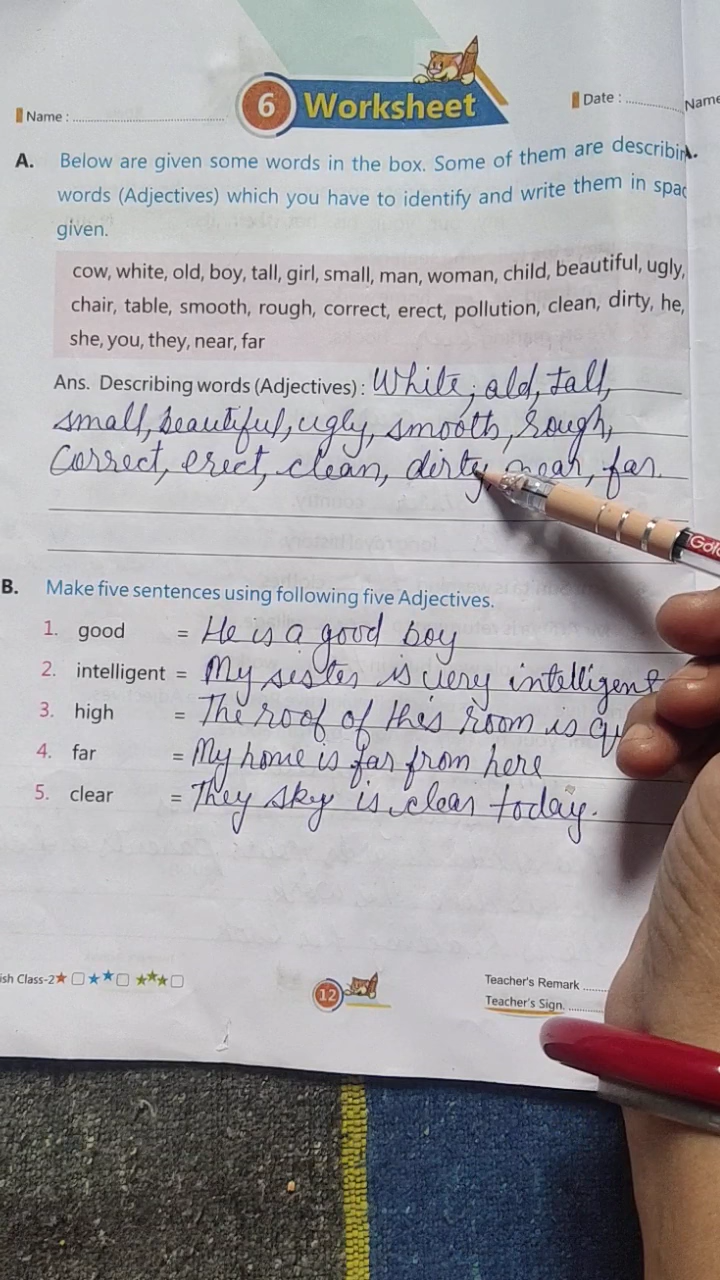 6 Worksheet
Name : Date : Name
A. Below are given some words in the box. Some of them are describin A.
words (Adjectives) which you have to identify and write them in spac
given.
cow, white, old, boy, tall, girl, small, man, woman, child, beautiful, ugly,
chair, table, smooth, rough, correct, erect, pollution, clean, dirty, he,
she, you, they, near, far
Ans. Describing words (Adjectives) : White, old, tall,
small, beautiful, ugly, smooth, rough,
Correct, erect, clean, dirty, near, far.
B. Make five sentences using following five Adjectives.
1. good = He is a good boy
2. intelligent = My sister is very intelligent
3. high = The roof of this room is qu
4. far = My home is far from here
5. clear = They sky is clear today.
ish Class-2
12
Teacher's Remark
Teacher's Sign.
Gol